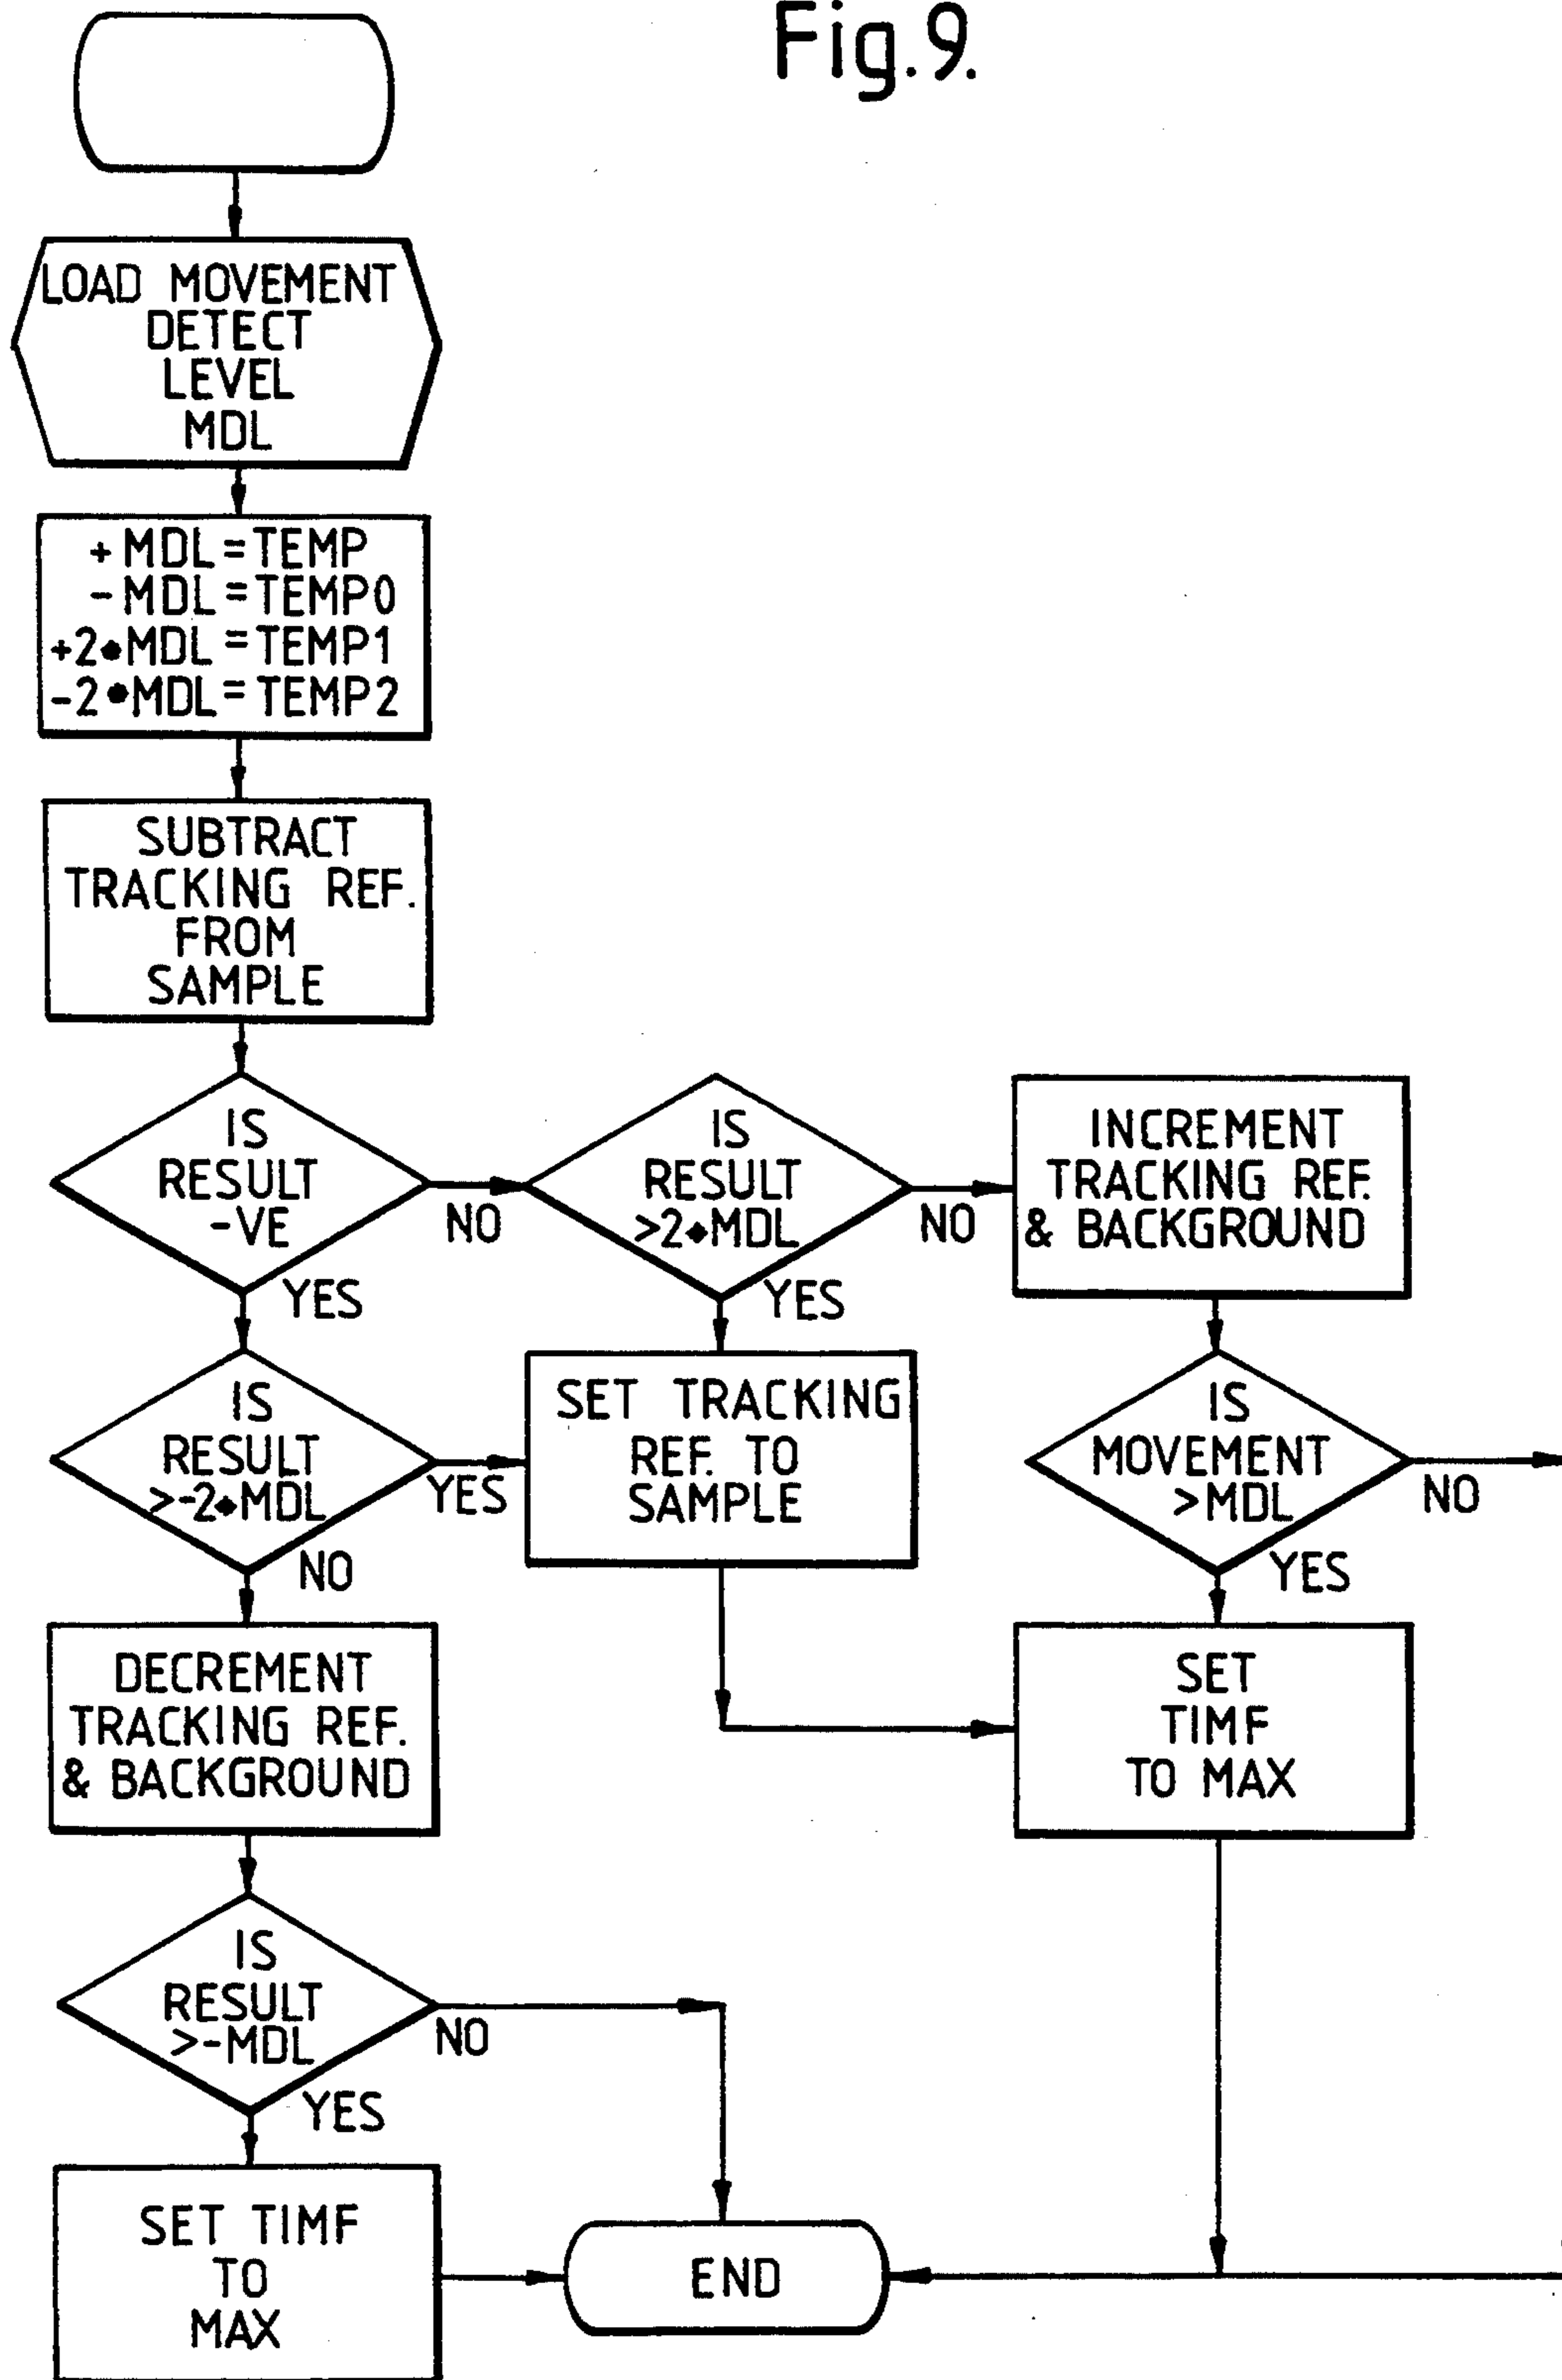 Fig.9.
LOAD MOVEMENT
DETECT
LEVEL
MDL
+MDL=TEMP
-MDL=TEMP0
+2•MDL=TEMP1
-2•MDL=TEMP2
SUBTRACT
TRACKING REF.
FROM
SAMPLE
IS
RESULT
-VE
NO
YES
IS
RESULT
>2•MDL
NO
YES
INCREMENT
TRACKING REF.
& BACKGROUND
IS
RESULT
>-2•MDL
YES
NO
SET TRACKING
REF. TO
SAMPLE
IS
MOVEMENT
>MDL
NO
YES
DECREMENT
TRACKING REF.
& BACKGROUND
SET
TIMF
TO MAX
IS
RESULT
>-MDL
NO
YES
SET TIMF
TO
MAX
END